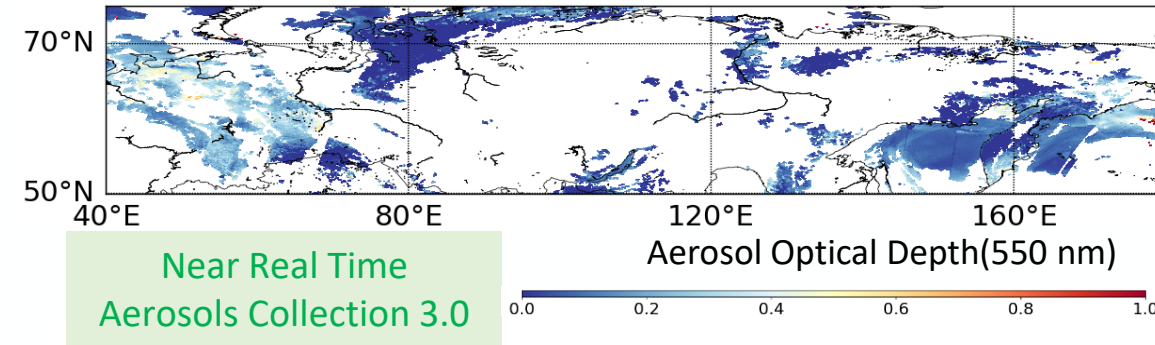 70°N
50°N
40°E 80°E 120°E 160°E
Near Real Time
Aerosols Collection 3.0
Aerosol Optical Depth(550 nm)
0.0 0.2 0.4 0.6 0.8 1.0